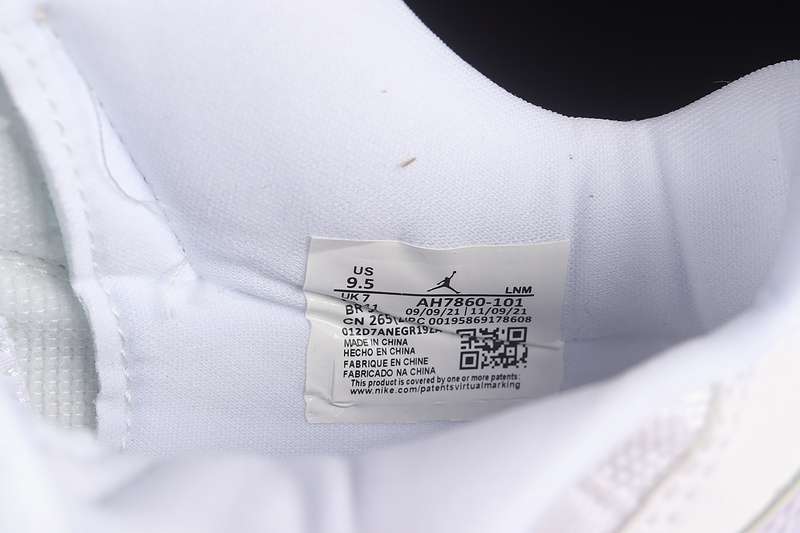 US
9.5
LNM
UK 7
AH7860-101
09/09/21 | 11/09/21
CN 265
00195869178608
MADE IN CHINA
HECHO EN CHINA
FABRIQUE EN CHINE
FABRICADO NA CHINA
This product is covered by one or more patents:
www.nike.com/patentsvirtualmarking